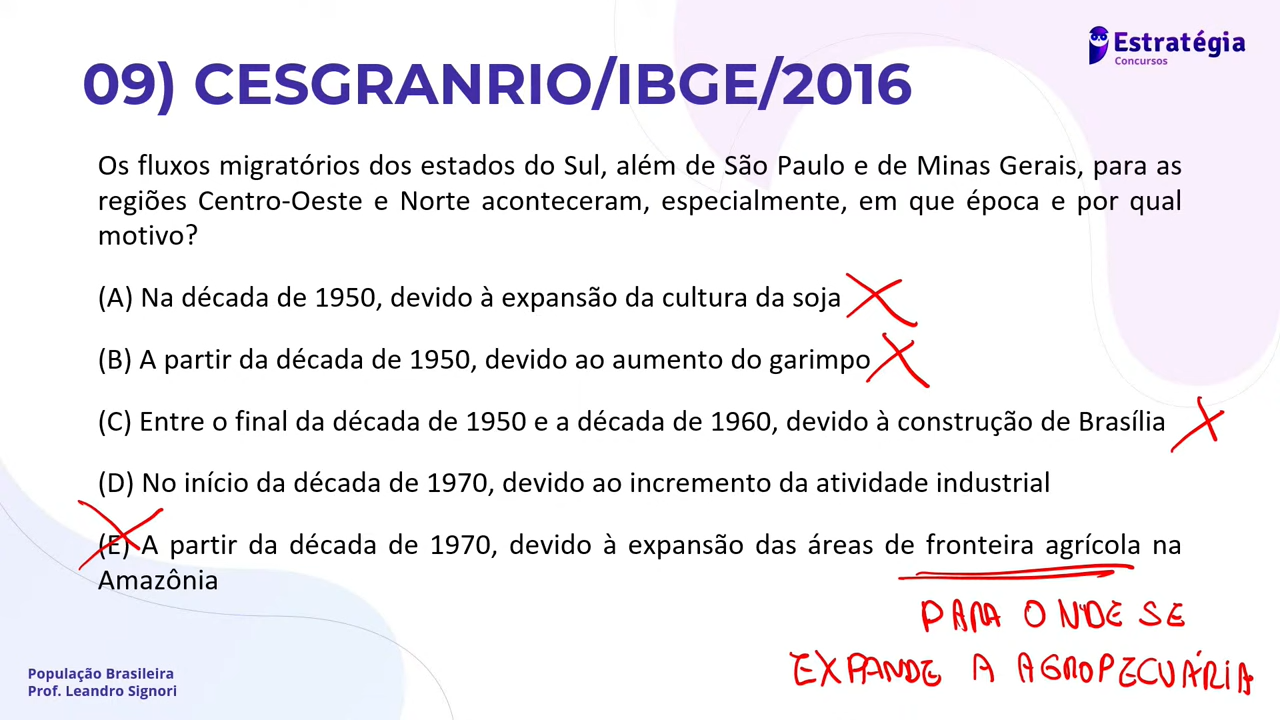 Estratégia
Concursos
09) CESGRANRIO/IBGE/2016
Os fluxos migratórios dos estados do Sul, além de São Paulo e de Minas Gerais, para as
regiões Centro-Oeste e Norte aconteceram, especialmente, em que época e por qual
motivo?
(A) Na década de 1950, devido à expansão da cultura da soja
(B) A partir da década de 1950, devido ao aumento do garimpo
(C) Entre o final da década de 1950 e a década de 1960, devido à construção de Brasília
(D) No início da década de 1970, devido ao incremento da atividade industrial
(E) A partir da década de 1970, devido à expansão das áreas de fronteira agrícola na
Amazônia
PARA ONDE SE
EXPANDE A AGROPECUÁRIA
População Brasileira
Prof. Leandro Signori